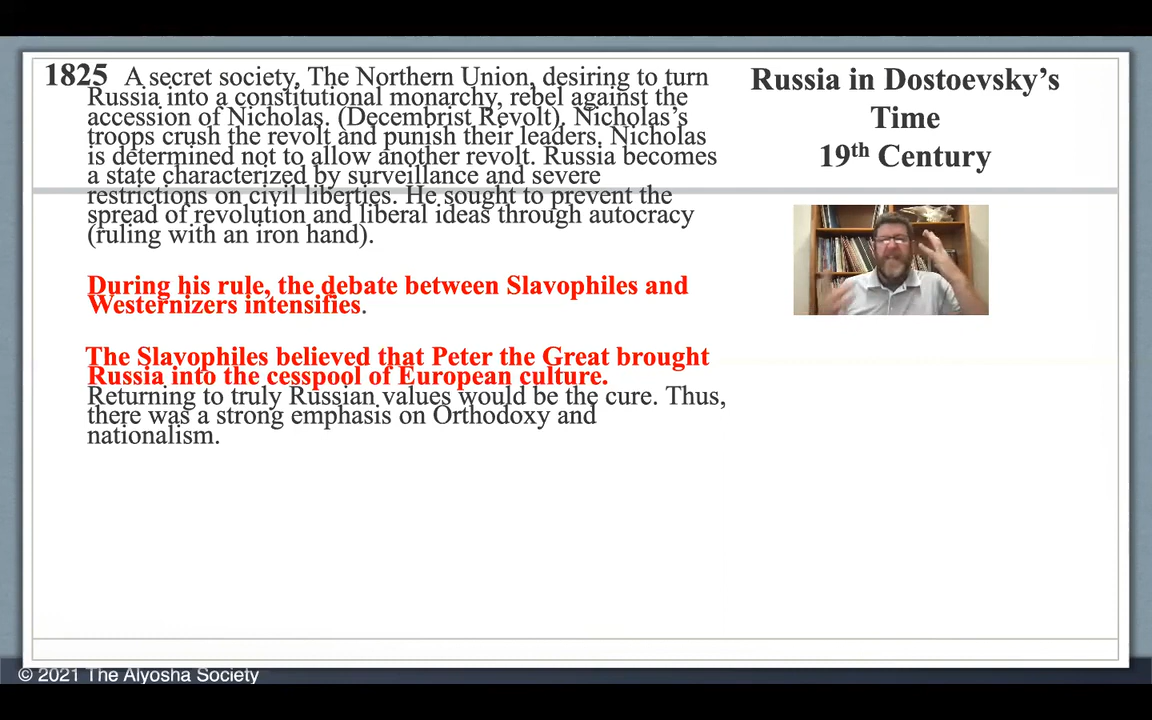 1825 A secret society, The Northern Union, desiring to turn
Russia into a constitutional monarchy, rebel against the
accession of Nicholas. (Decembrist Revolt). Nicholas's
troops crush the revolt and punish their leaders. Nicholas
is determined not to allow another revolt. Russia becomes
a state characterized by surveillance and severe
restrictions on civil liberties. He sought to prevent the
spread of revolution and liberal ideas through autocracy
(ruling with an iron hand).
During his rule, the debate between Slavophiles and
Westernizers intensifies.
The Slavophiles believed that Peter the Great brought
Russia into the cesspool of European culture.
Returning to truly Russian values would be the cure. Thus,
there was a strong emphasis on Orthodoxy and
nationalism.
Russia in Dostoevsky's
Time
19th Century
© 2021 The Alyosha Society